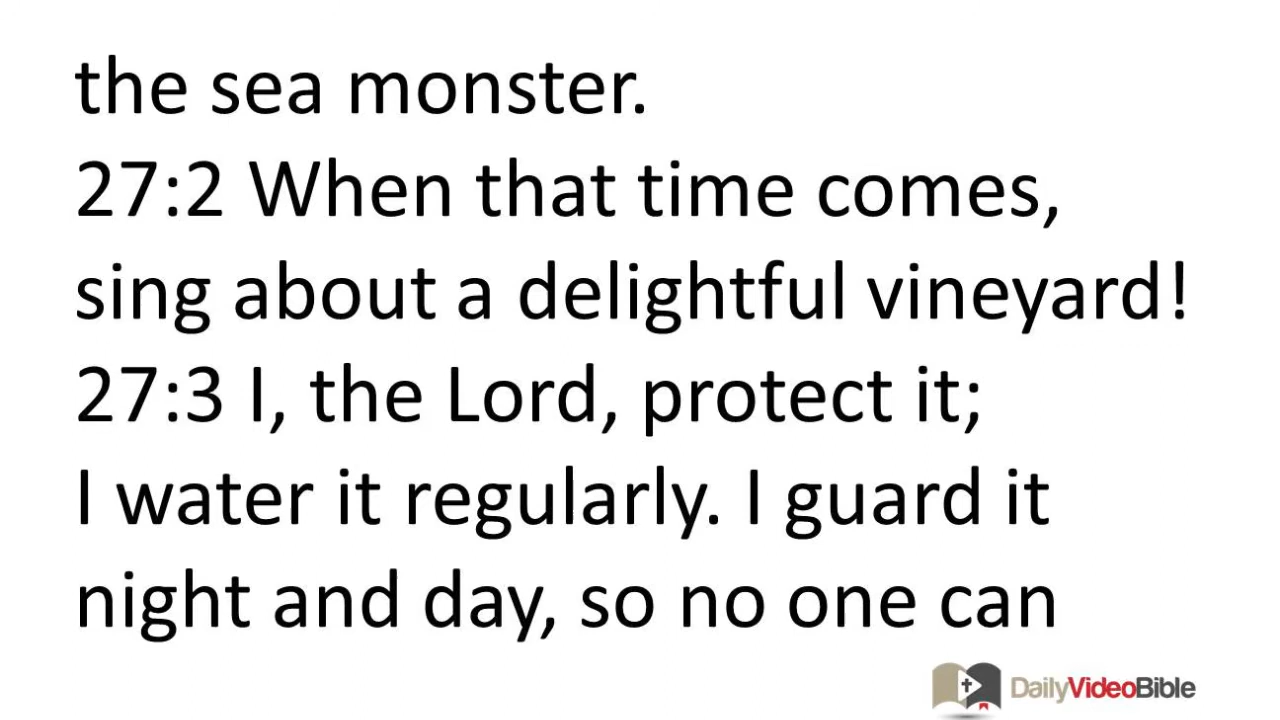 the sea monster.
27:2 When that time comes,
sing about a delightful vineyard!
27:3 I, the Lord, protect it;
I water it regularly. I guard it
night and day, so no one can
DailyVideoBible